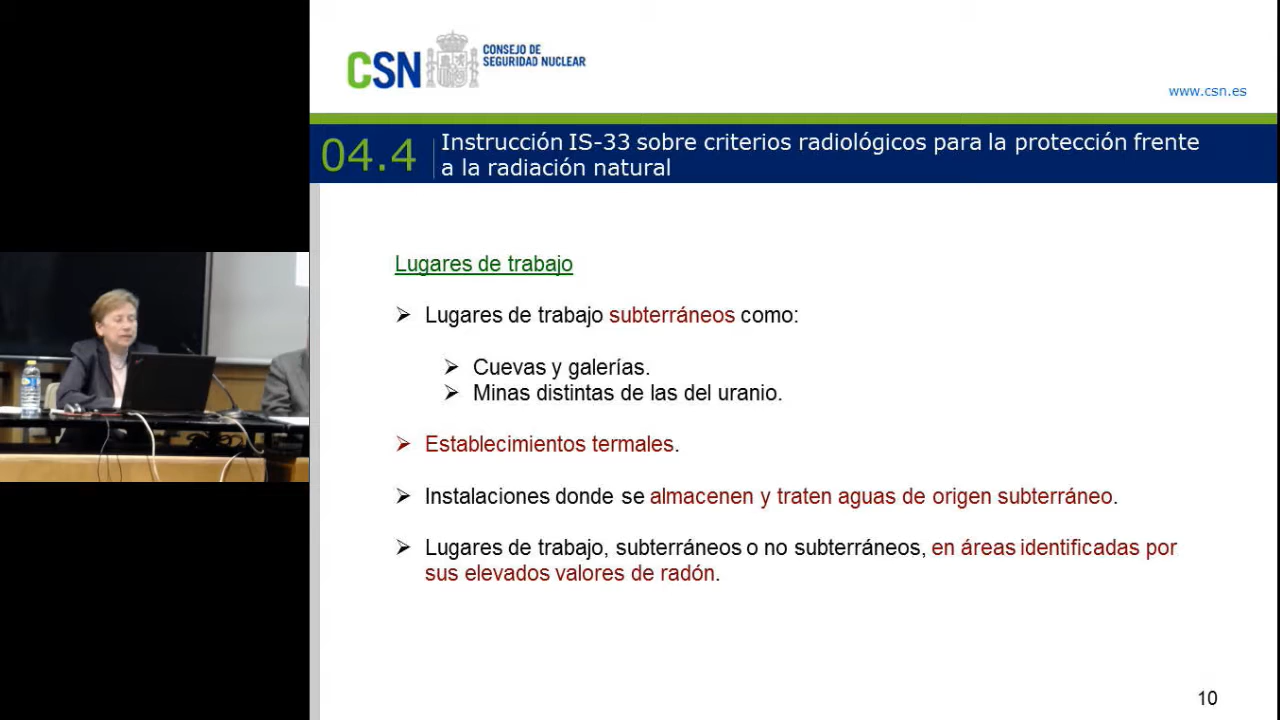 CSN
CONSEJO DE
SEGURIDAD NUCLEAR
www.csn.es
04.4
Instrucción IS-33 sobre criterios radiológicos para la protección frente
a la radiación natural
Lugares de trabajo
➢ Lugares de trabajo subterráneos como:
➢ Cuevas y galerías.
➢ Minas distintas de las del uranio.
➢ Establecimientos termales.
➢ Instalaciones donde se almacenen y traten aguas de origen subterráneo.
➢ Lugares de trabajo, subterráneos o no subterráneos, en áreas identificadas por
sus elevados valores de radón.
10